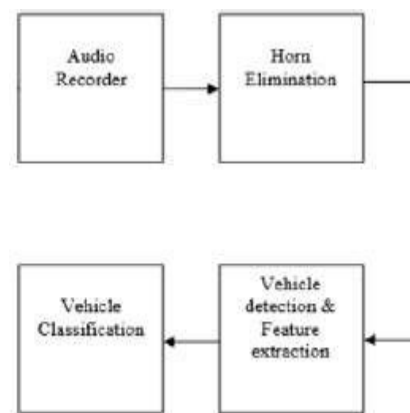 Audio
Recorder
Horn
Elimination
Vehicle
detection &
Feature
extraction
Vehicle
Classification